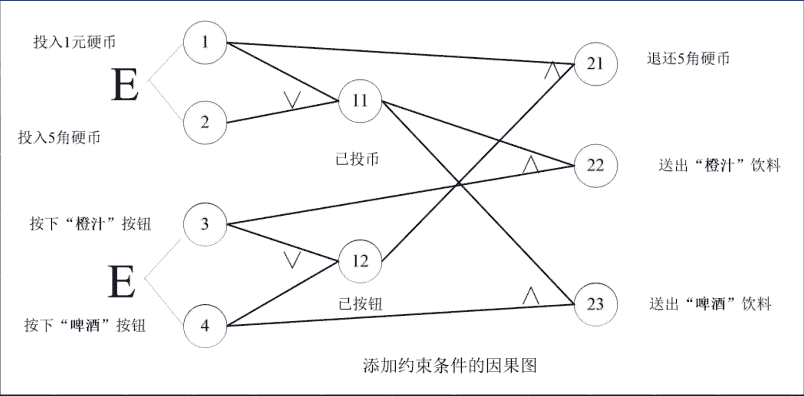 投入1元硬币
1
21
退还5角硬币
E
∧
2
∨
11
投入5角硬币
已投币
∧
22
送出“橙汁”饮料
按下“橙汁”按钮
3
E
∨
12
已按钮
∧
23
送出“啤酒”饮料
按下“啤酒”按钮
4
添加约束条件的因果图